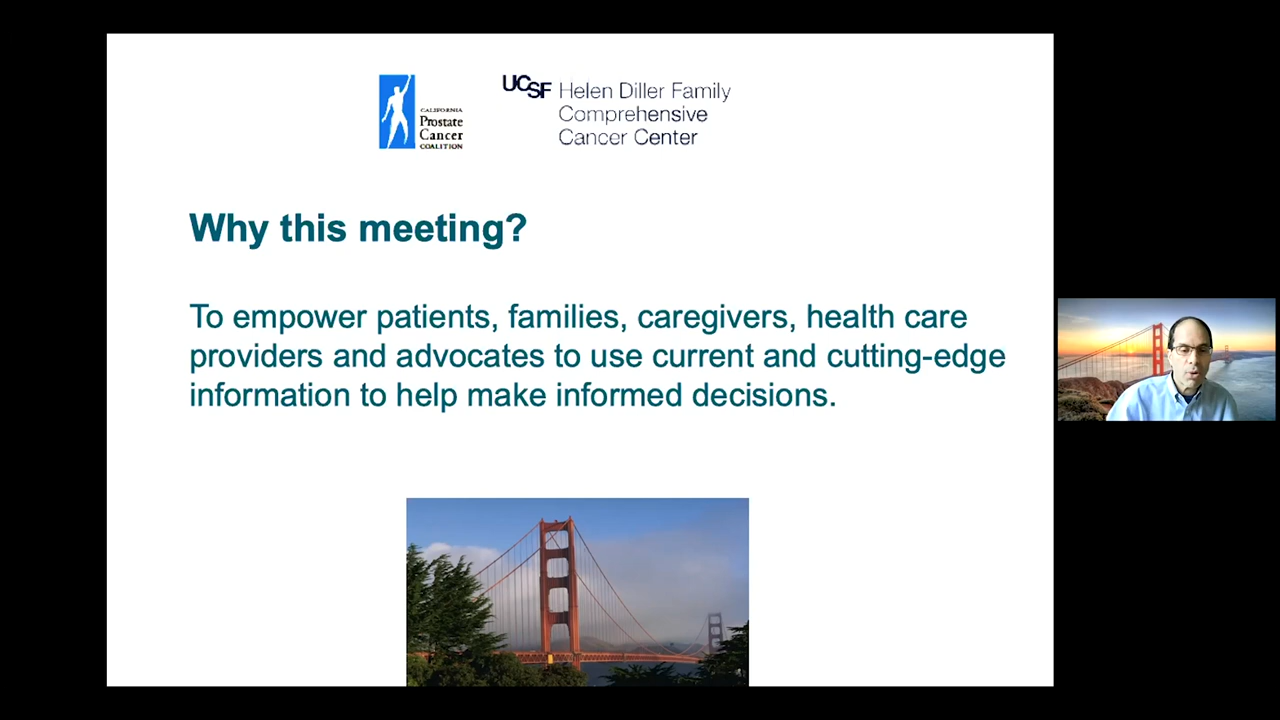 CALIFORNIA
Prostate
Cancer
COALITION
UCSF Helen Diller Family
Comprehensive
Cancer Center
Why this meeting?
To empower patients, families, caregivers, health care
providers and advocates to use current and cutting-edge
information to help make informed decisions.